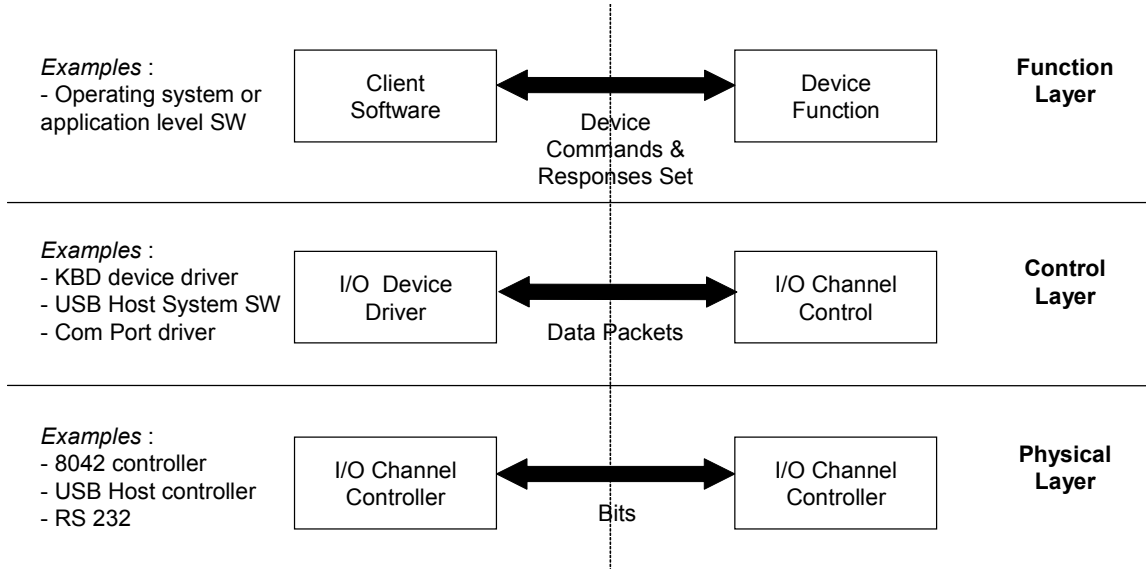 Examples :
- Operating system or
application level SW
Client
Software
Device
Commands &
Responses Set
Device
Function
Function
Layer
Examples :
- KBD device driver
- USB Host System SW
- Com Port driver
I/O Device
Driver
Data Packets
I/O Channel
Control
Control
Layer
Examples :
- 8042 controller
- USB Host controller
- RS 232
I/O Channel
Controller
Bits
I/O Channel
Controller
Physical
Layer